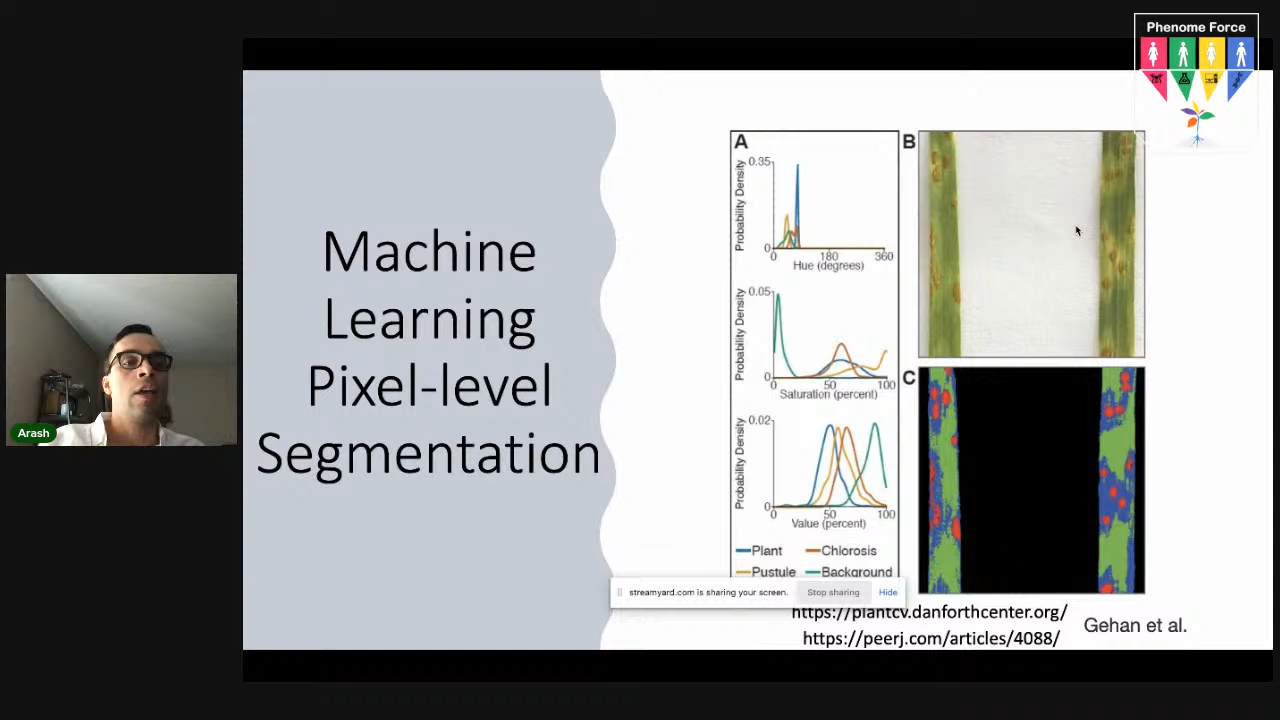 Phenome Force
Machine
Learning
Pixel-level
Segmentation
A
Probability Density
0.35
0
0
180
360
Hue (degrees)
Probability Density
0.05
0
0
50
100
Saturation (percent)
Probability Density
0.02
0
0
50
100
Value (percent)
Plant
Chlorosis
Pustule
Background
B
C
streamyard.com is sharing your screen.
Stop sharing
Hide
https://plantcv.danforthcenter.org/
https://peerj.com/articles/4088/
Gehan et al.
Arash